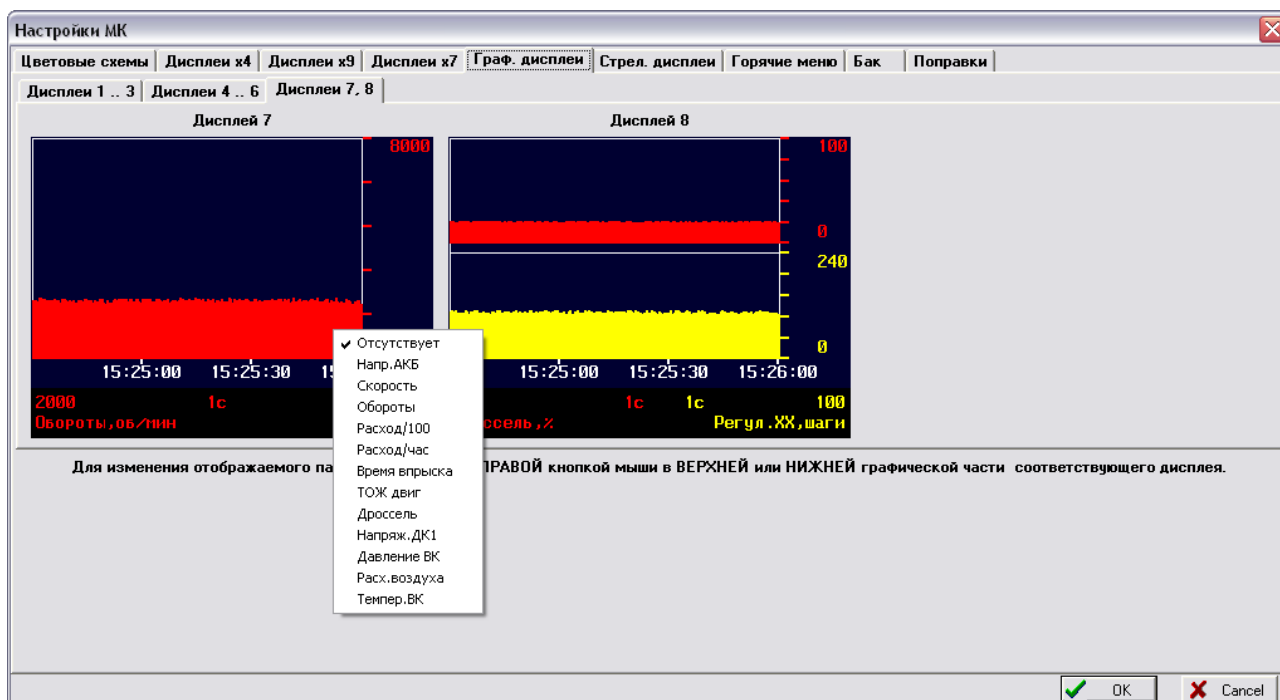 Настройки МК
Цветовые схемы Дисплеи x4 Дисплеи x9 Дисплеи x7 Граф. дисплеи Стрел. дисплеи Горячие меню Бак Поправки
Дисплеи 1 .. 3 Дисплеи 4 .. 6 Дисплеи 7, 8
Дисплей 7
8000
15:25:00 15:25:30
2000 1с
Обороты,об/мин
Дисплей 8
100
0
240
0
15:25:00 15:25:30 15:26:00
1с 1с 100
Регул.XX,шаги
Отсутствует
Напр.АКБ
Скорость
Обороты
Расход/100
Расход/час
Время впрыска
ТОЖ двиг
Дроссель
Напряж.ДК1
Давление ВК
Расх.воздуха
Темпер.ВК
Для изменения отображаемого па ПРАВОЙ кнопкой мыши в ВЕРХНЕЙ или НИЖНЕЙ графической части соответствующего дисплея.
OK Cancel